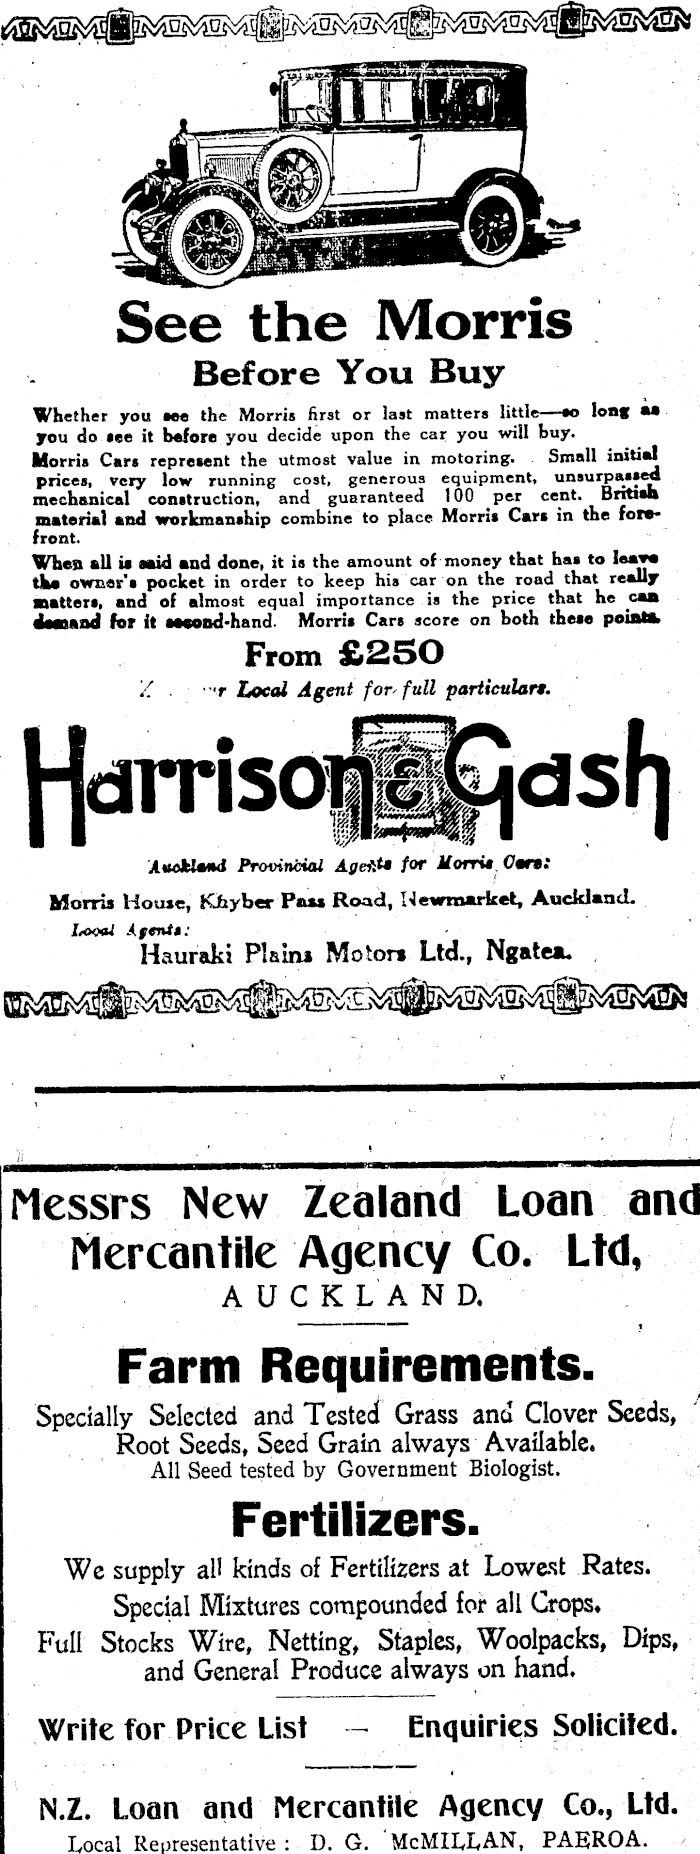 See the Morris
Before You Buy
Whether you see the Morris first or last matters little—so long as
you do see it before you decide upon the car you will buy.
Morris Cars represent the utmost value in motoring. Small initial
prices, very low running cost, generous equipment, unsurpassed
mechanical construction, and guaranteed 100 per cent. British
material and workmanship combine to place Morris Cars in the fore-
front.
When all is said and done, it is the amount of money that has to leave
the owner's pocket in order to keep his car on the road that really
matters, and of almost equal importance is the price that he can
demand for it second-hand. Morris Cars score on both these points.
From £250
Local Agent for full particulars.
Harrison & Gash
Auckland Provincial Agents for Morris Cars:
Morris House, Khyber Pass Road, Newmarket, Auckland.
Local Agents:
Hauraki Plains Motors Ltd., Ngatea.
Messrs New Zealand Loan and
Mercantile Agency Co. Ltd,
AUCKLAND.
Farm Requirements.
Specially Selected and Tested Grass and Clover Seeds,
Root Seeds, Seed Grain always Available.
All Seed tested by Government Biologist.
Fertilizers.
We supply all kinds of Fertilizers at Lowest Rates.
Special Mixtures compounded for all Crops.
Full Stocks Wire, Netting, Staples, Woolpacks, Dips,
and General Produce always on hand.
Write for Price List — Enquiries Solicited.
N.Z. Loan and Mercantile Agency Co., Ltd.
Local Representative : D. G. McMILLAN, PAEROA.